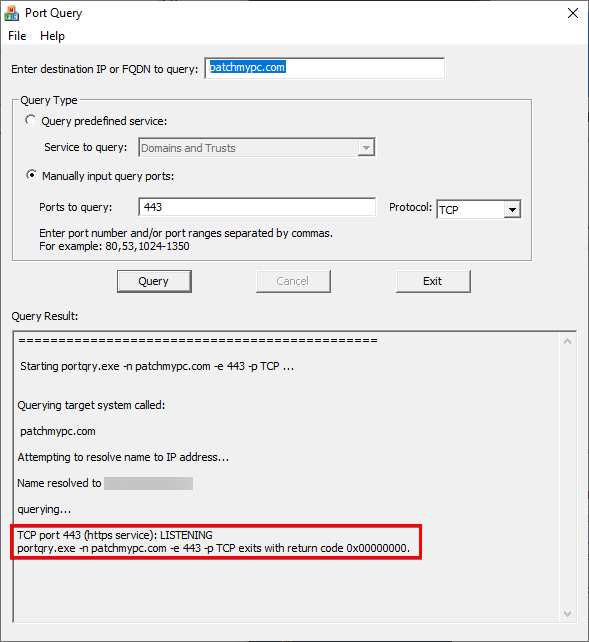 Port Query
File Help
Enter destination IP or FQDN to query: patchmypc.com
Query Type
Query predefined service:
Service to query: Domains and Trusts
Manually input query ports:
Ports to query: 443 Protocol: TCP
Enter port number and/or port ranges separated by commas.
For example: 80,53,1024-1350
Query Cancel Exit
Query Result:
=============================================
Starting portqry.exe -n patchmypc.com -e 443 -p TCP ...
Querying target system called:
patchmypc.com
Attempting to resolve name to IP address...
Name resolved to
querying...
TCP port 443 (https service): LISTENING
portqry.exe -n patchmypc.com -e 443 -p TCP exits with return code 0x00000000.